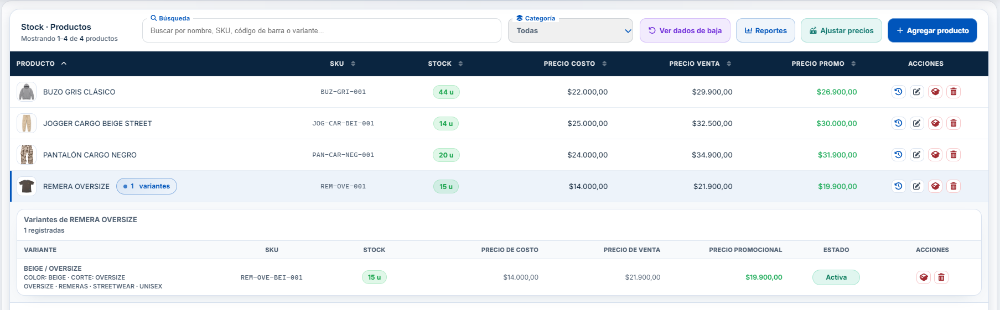 Stock · Productos
Mostrando 1–4 de 4 productos
Búsqueda
Buscar por nombre, SKU, código de barra o variante...
Categoría
Todas
Ver dados de baja
Reportes
Ajustar precios
+ Agregar producto
PRODUCTO SKU STOCK PRECIO COSTO PRECIO VENTA PRECIO PROMO ACCIONES
BUZO GRIS CLÁSICO BUZ-GRI-001 44 u $22.000,00 $29.900,00 $26.900,00
JOGGER CARGO BEIGE STREET JOG-CAR-BEI-001 14 u $25.000,00 $32.500,00 $30.000,00
PANTALÓN CARGO NEGRO PAN-CAR-NEG-001 20 u $24.000,00 $34.900,00 $31.900,00
REMERA OVERSIZE 1 variantes REM-OVE-001 15 u $14.000,00 $21.900,00 $19.900,00
Variantes de REMERA OVERSIZE
1 registradas
VARIANTE SKU STOCK PRECIO DE COSTO PRECIO DE VENTA PRECIO PROMOCIONAL ESTADO ACCIONES
BEIGE / OVERSIZE
COLOR: BEIGE · CORTE: OVERSIZE
OVERSIZE · REMERAS · STREETWEAR · UNISEX
REM-OVE-BEI-001 15 u $14.000,00 $21.900,00 $19.900,00 Activa